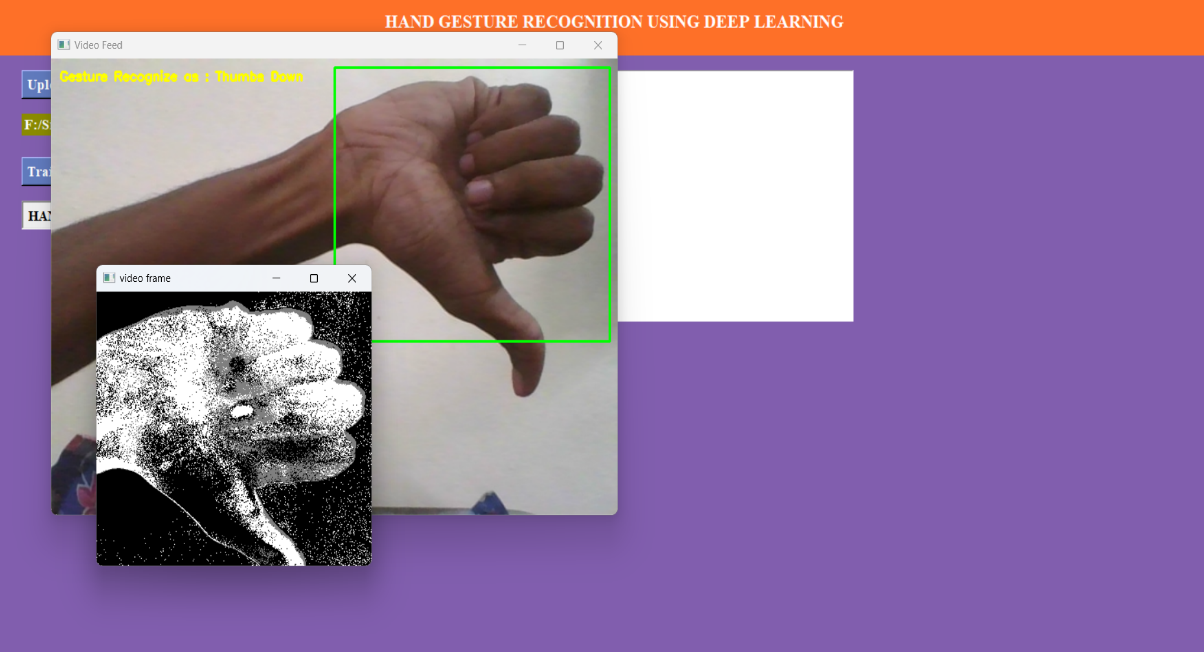 HAND GESTURE RECOGNITION USING DEEP LEARNING
Video Feed
Gesture Recognize as : Thumbs Down
video frame